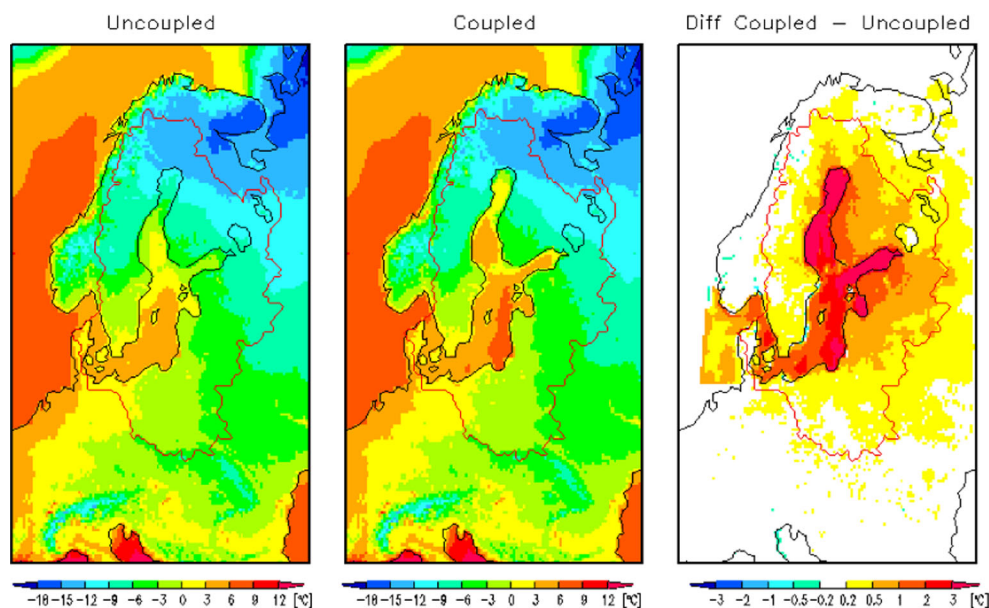 Uncoupled
Coupled
Diff Coupled − Uncoupled
-18 -15 -12 -9 -6 -3 0 3 6 9 12 [℃]
-18 -15 -12 -9 -6 -3 0 3 6 9 12 [℃]
-3 -2 -1 -0.5 -0.2 0.2 0.5 1 2 3 [℃]